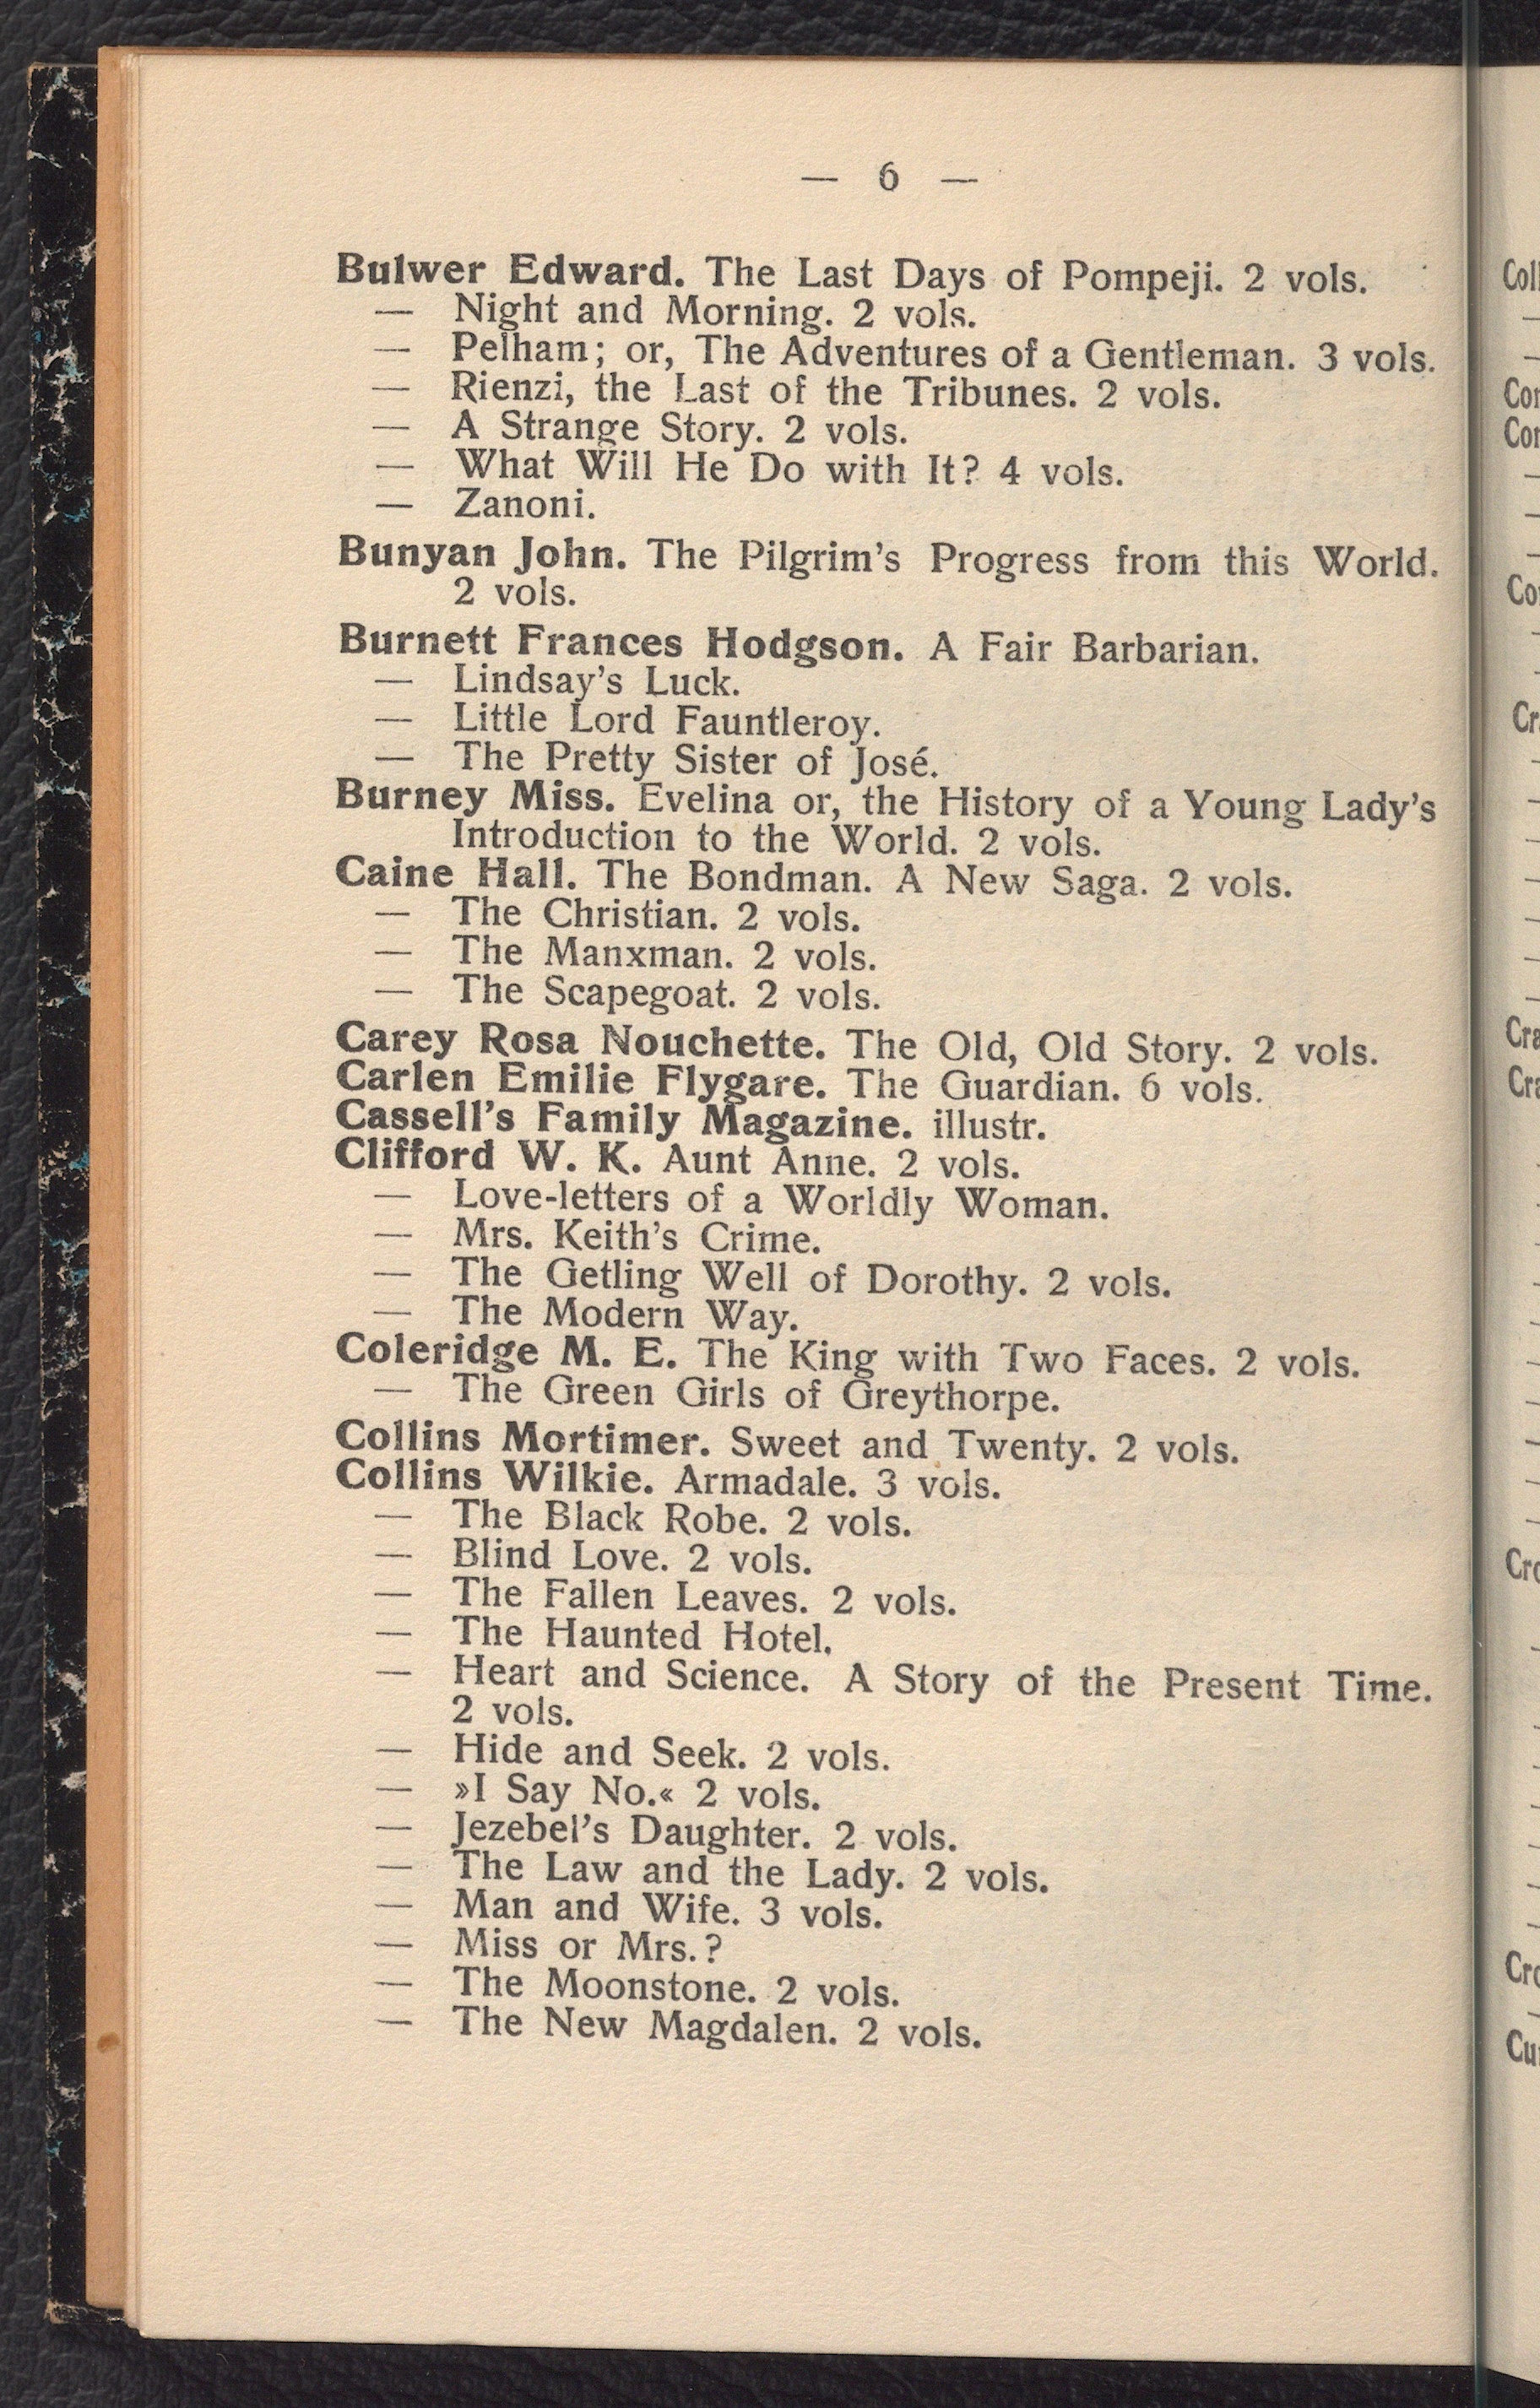 — 6 —
Bulwer Edward. The Last Days of Pompeji. 2 vols.
— Night and Morning. 2 vols.
— Pelham; or, The Adventures of a Gentleman. 3 vols.
— Rienzi, the Last of the Tribunes. 2 vols.
— A Strange Story. 2 vols.
— What Will He Do with It? 4 vols.
— Zanoni.
Bunyan John. The Pilgrim's Progress from this World.
2 vols.
Burnett Frances Hodgson. A Fair Barbarian.
— Lindsay's Luck.
— Little Lord Fauntleroy.
— The Pretty Sister of José.
Burney Miss. Evelina or, the History of a Young Lady's
Introduction to the World. 2 vols.
Caine Hall. The Bondman. A New Saga. 2 vols.
— The Christian. 2 vols.
— The Manxman. 2 vols.
— The Scapegoat. 2 vols.
Carey Rosa Nouchette. The Old, Old Story. 2 vols.
Carlen Emilie Flygare. The Guardian. 6 vols.
Cassell's Family Magazine. illustr.
Clifford W. K. Aunt Anne. 2 vols.
— Love-letters of a Worldly Woman.
— Mrs. Keith's Crime.
— The Getling Well of Dorothy. 2 vols.
— The Modern Way.
Coleridge M. E. The King with Two Faces. 2 vols.
— The Green Girls of Greythorpe.
Collins Mortimer. Sweet and Twenty. 2 vols.
Collins Wilkie. Armadale. 3 vols.
— The Black Robe. 2 vols.
— Blind Love. 2 vols.
— The Fallen Leaves. 2 vols.
— The Haunted Hotel.
— Heart and Science. A Story of the Present Time.
2 vols.
— Hide and Seek. 2 vols.
— »I Say No.« 2 vols.
— Jezebel's Daughter. 2 vols.
— The Law and the Lady. 2 vols.
— Man and Wife. 3 vols.
— Miss or Mrs.?
— The Moonstone. 2 vols.
— The New Magdalen. 2 vols.